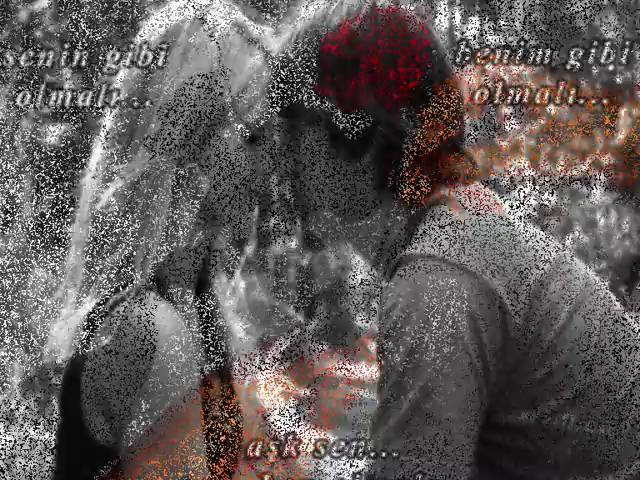 senin gibi
olmalı...
benim gibi
olmalı...
aşk sen...